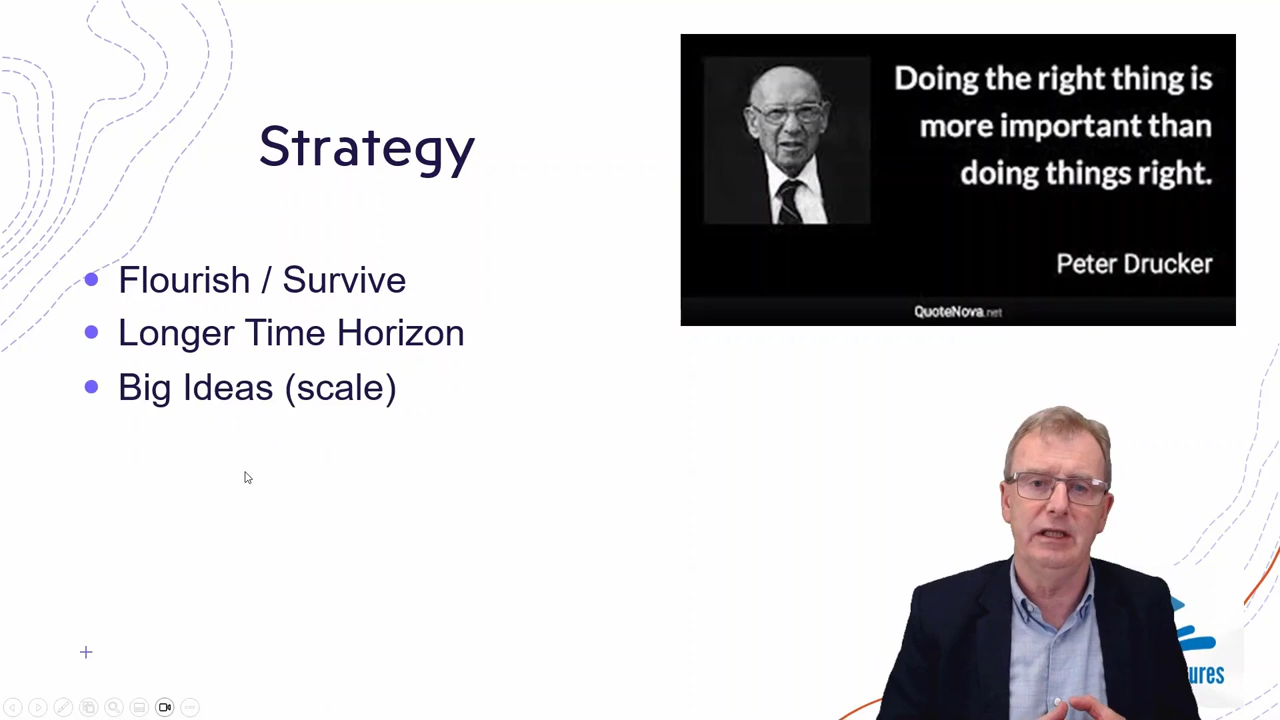 Strategy
Flourish / Survive
Longer Time Horizon
Big Ideas (scale)
Doing the right thing is
more important than
doing things right.
Peter Drucker
QuoteNova.net
ures